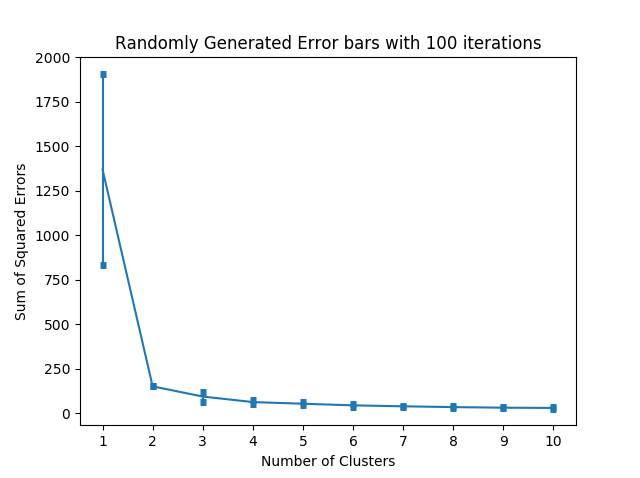 Randomly Generated Error bars with 100 iterations
Sum of Squared Errors
2000
1750
1500
1250
1000
750
500
250
0
1 2 3 4 5 6 7 8 9 10
Number of Clusters